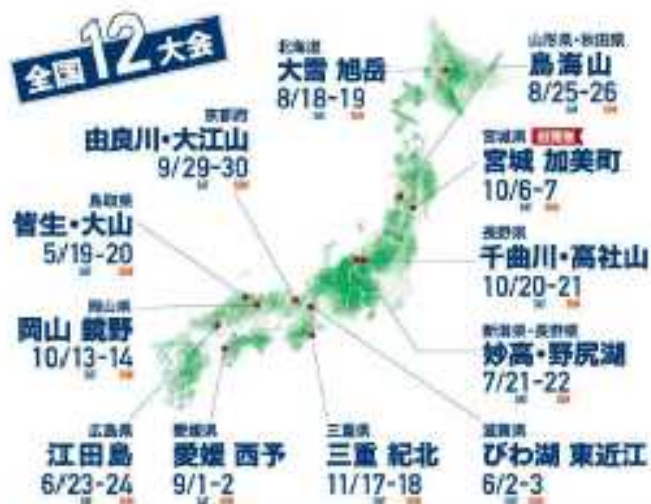 全国12大会
北海道
大雪 旭岳
8/18-19
山形県・秋田県
鳥海山
8/25-26
京都府
由良川・大江山
9/29-30
宮城県
宮城 加美町
10/6-7
鳥取県
皆生・大山
5/19-20
長野県
千曲川・高社山
10/20-21
岡山県
岡山 鏡野
10/13-14
新潟県・長野県
妙高・野尻湖
7/21-22
広島県
江田島
6/23-24
愛媛県
愛媛 西予
9/1-2
三重県
三重 紀北
11/17-18
滋賀県
びわ湖 東近江
6/2-3